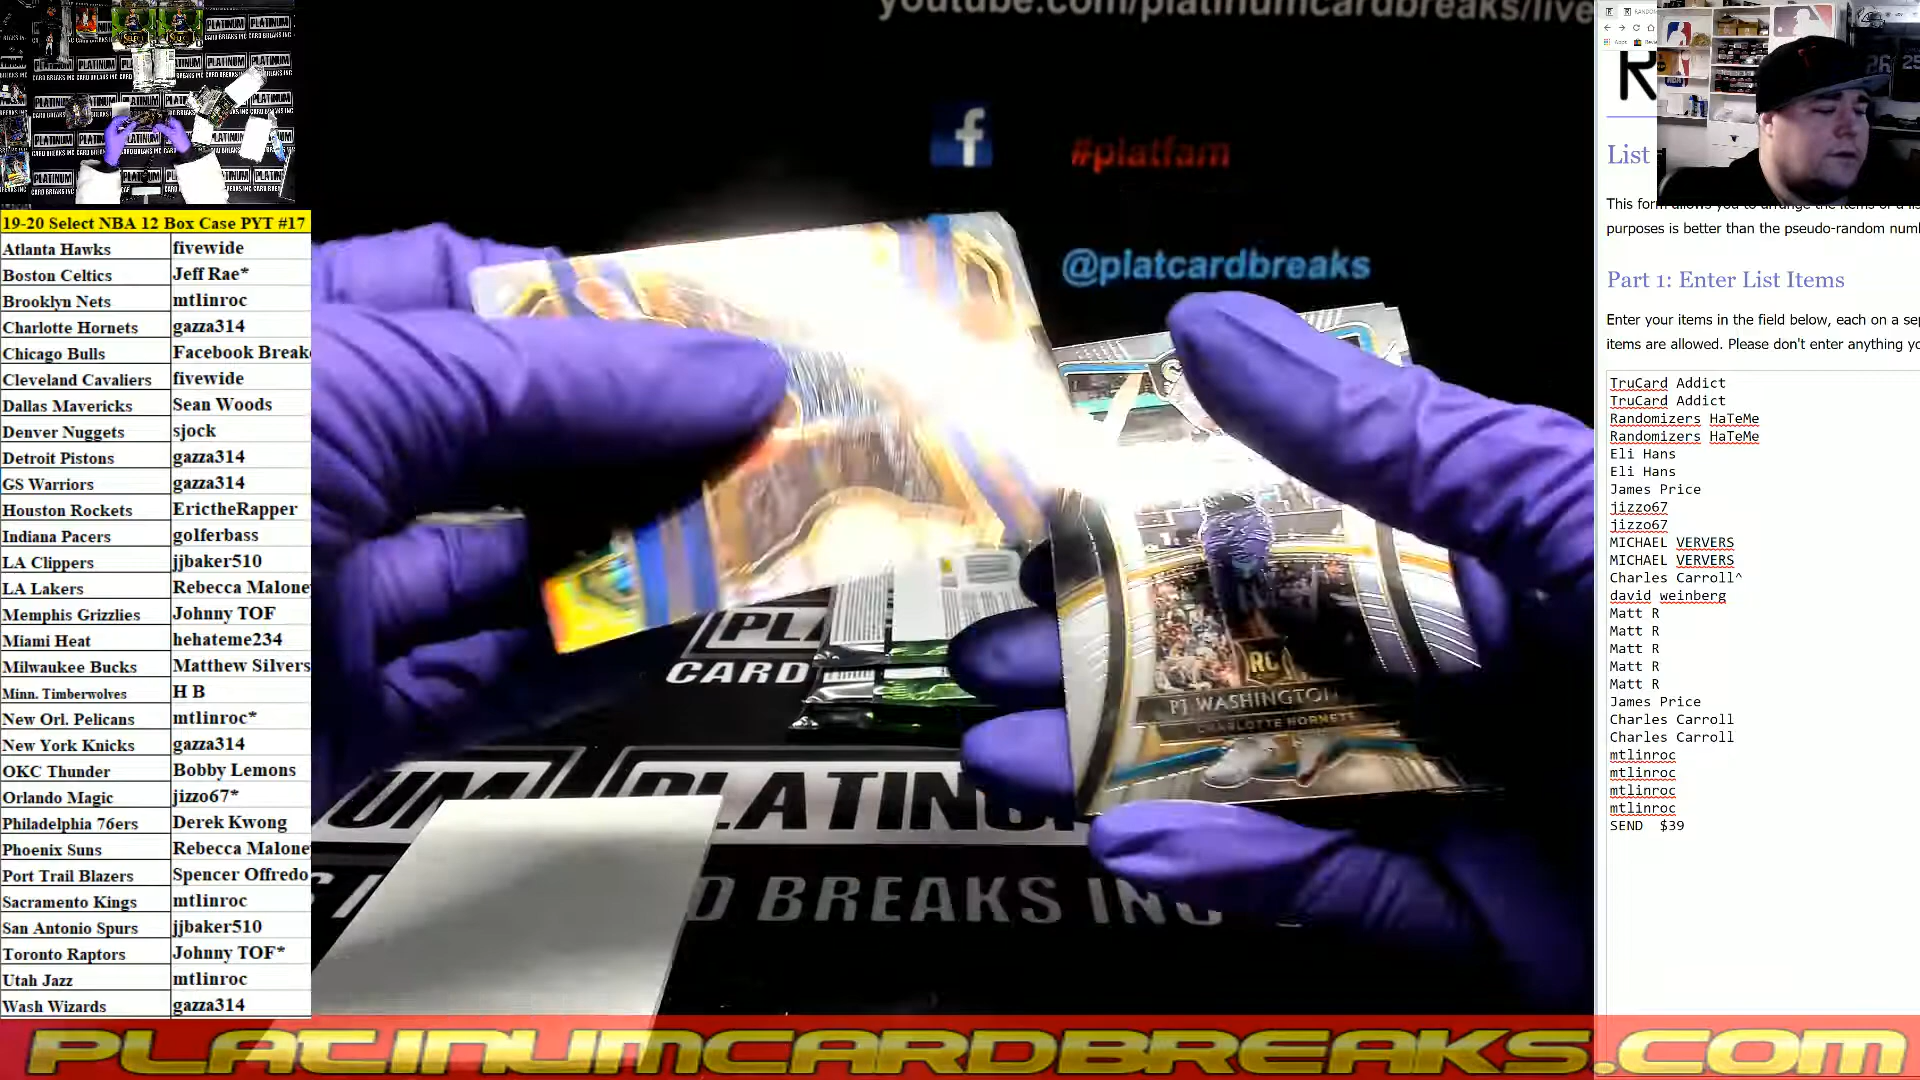 youtube.com/platinumcardbreaks/live
#platfam
@platcardbreaks
19-20 Select NBA 12 Box Case PYT #17
Atlanta Hawks fivewide
Boston Celtics Jeff Rae*
Brooklyn Nets mtlinroc
Charlotte Hornets gazza314
Chicago Bulls Facebook Break
Cleveland Cavaliers fivewide
Dallas Mavericks Sean Woods
Denver Nuggets sjock
Detroit Pistons gazza314
GS Warriors gazza314
Houston Rockets ErictheRapper
Indiana Pacers golferbass
LA Clippers jjbaker510
LA Lakers Rebecca Malone
Memphis Grizzlies Johnny TOF
Miami Heat hehateme234
Milwaukee Bucks Matthew Silvers
Minn. Timberwolves H B
New Orl. Pelicans mtlinroc*
New York Knicks gazza314
OKC Thunder Bobby Lemons
Orlando Magic jizzo67*
Philadelphia 76ers Derek Kwong
Phoenix Suns Rebecca Malone
Port Trail Blazers Spencer Offredo
Sacramento Kings mtlinroc
San Antonio Spurs jjbaker510
Toronto Raptors Johnny TOF*
Utah Jazz mtlinroc
Wash Wizards gazza314
RC
PJ WASHINGTON
CHARLOTTE HORNETS
PLATINUM
CARD BREAKS INC
R
List
This form allows you to arrange the items of a
purposes is better than the pseudo-random num
Part 1: Enter List Items
Enter your items in the field below, each on a sep
items are allowed. Please don't enter anything yo
TruCard Addict
TruCard Addict
Randomizers HaTeMe
Randomizers HaTeMe
Eli Hans
Eli Hans
James Price
jizzo67
jizzo67
MICHAEL VERVERS
MICHAEL VERVERS
Charles Carroll^
david weinberg
Matt R
Matt R
Matt R
Matt R
Matt R
James Price
Charles Carroll
Charles Carroll
mtlinroc
mtlinroc
mtlinroc
mtlinroc
SEND $39
PLATINUMCARDBREAKS.COM